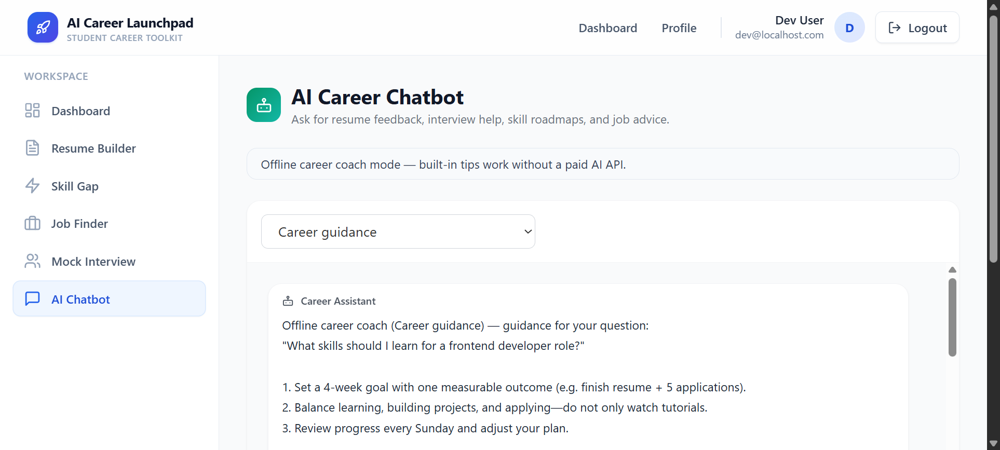 AI Career Launchpad
STUDENT CAREER TOOLKIT
Dashboard
Profile
Dev User
dev@localhost.com
D
Logout
WORKSPACE
Dashboard
Resume Builder
Skill Gap
Job Finder
Mock Interview
AI Chatbot
AI Career Chatbot
Ask for resume feedback, interview help, skill roadmaps, and job advice.
Offline career coach mode — built-in tips work without a paid AI API.
Career guidance
Career Assistant
Offline career coach (Career guidance) — guidance for your question:
"What skills should I learn for a frontend developer role?"
1. Set a 4-week goal with one measurable outcome (e.g. finish resume + 5 applications).
2. Balance learning, building projects, and applying—do not only watch tutorials.
3. Review progress every Sunday and adjust your plan.